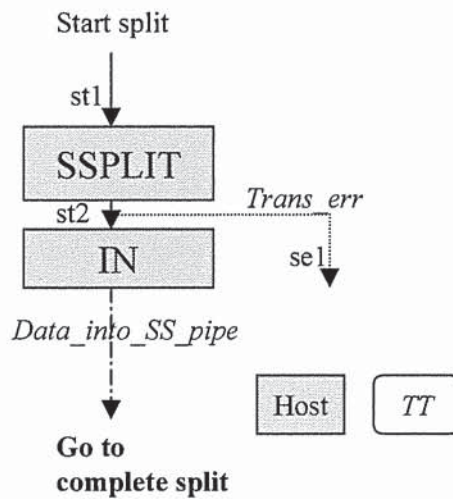 Start split
st1
SSPLIT
st2
Trans_err
IN
se1
Data_into_SS_pipe
Host
TT
Go to
complete split